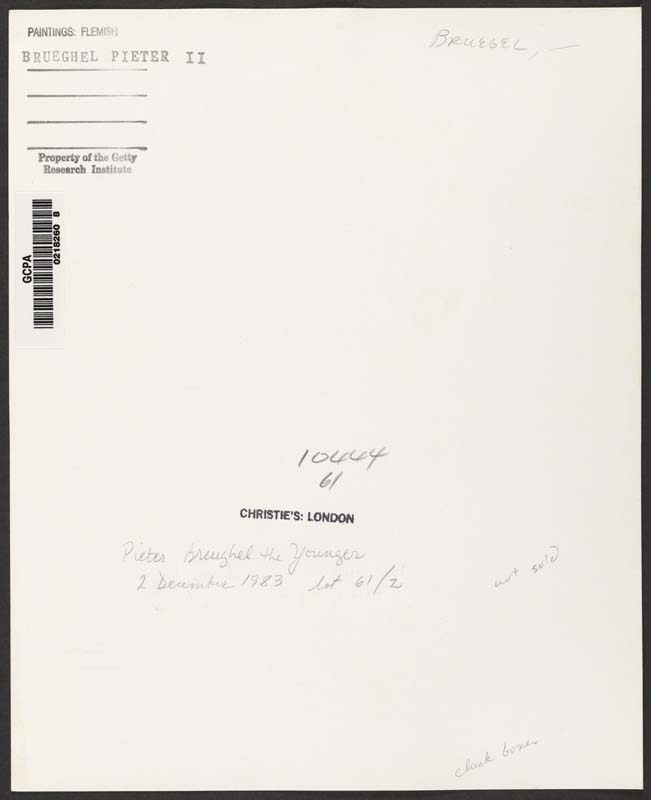 PAINTINGS: FLEMISH
BRUEGHEL PIETER II
BRUEGEL, —
Property of the Getty
Research Institute
GCPA
0218260 8
10444
61
CHRISTIE'S: LONDON
Pieter Breughel the Younger
2 December 1983 lot 61/2
not sold
check boxes